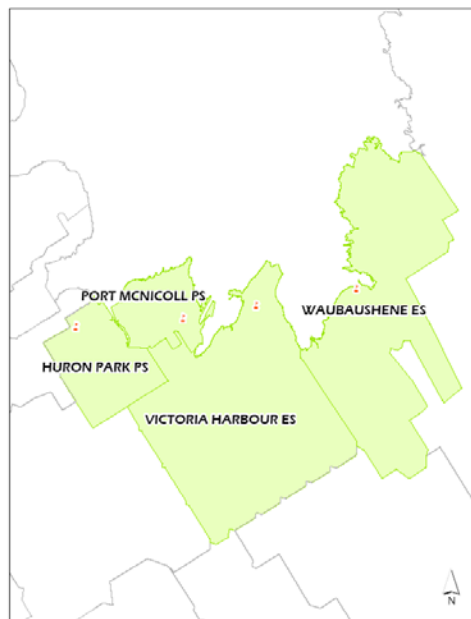 PORT MCNICOLL PS
WAUBAUSHENE ES
HURON PARK PS
VICTORIA HARBOUR ES
N